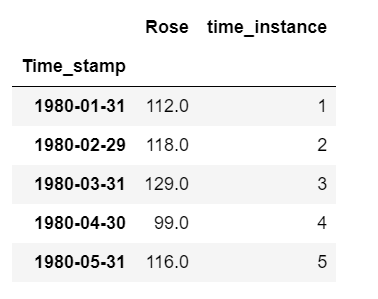 Rose time_instance
Time_stamp
1980-01-31 112.0 1
1980-02-29 118.0 2
1980-03-31 129.0 3
1980-04-30 99.0 4
1980-05-31 116.0 5